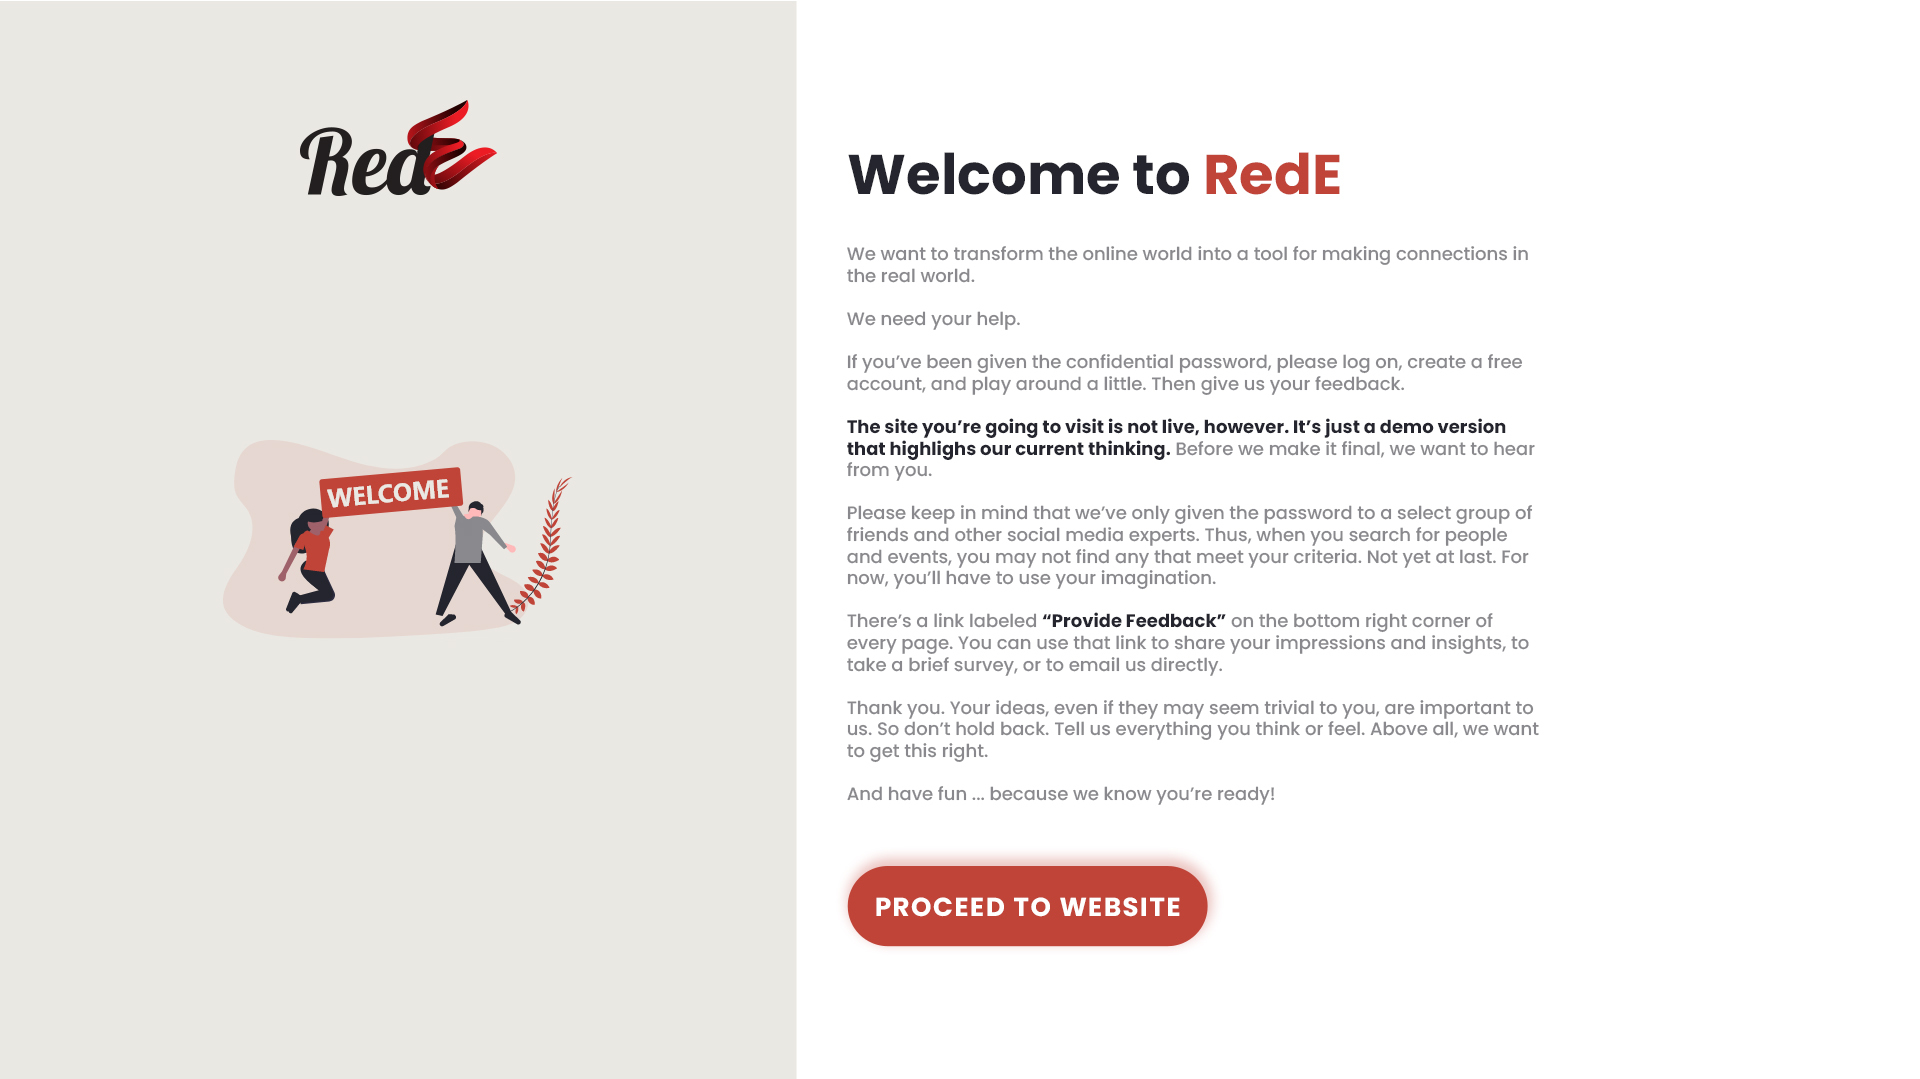 RedE
WELCOME
Welcome to RedE
We want to transform the online world into a tool for making connections in
the real world.
We need your help.
If you’ve been given the confidential password, please log on, create a free
account, and play around a little. Then give us your feedback.
The site you’re going to visit is not live, however. It’s just a demo version
that highlighs our current thinking. Before we make it final, we want to hear
from you.
Please keep in mind that we’ve only given the password to a select group of
friends and other social media experts. Thus, when you search for people
and events, you may not find any that meet your criteria. Not yet at last. For
now, you’ll have to use your imagination.
There’s a link labeled “Provide Feedback” on the bottom right corner of
every page. You can use that link to share your impressions and insights, to
take a brief survey, or to email us directly.
Thank you. Your ideas, even if they may seem trivial to you, are important to
us. So don’t hold back. Tell us everything you think or feel. Above all, we want
to get this right.
And have fun ... because we know you’re ready!
PROCEED TO WEBSITE